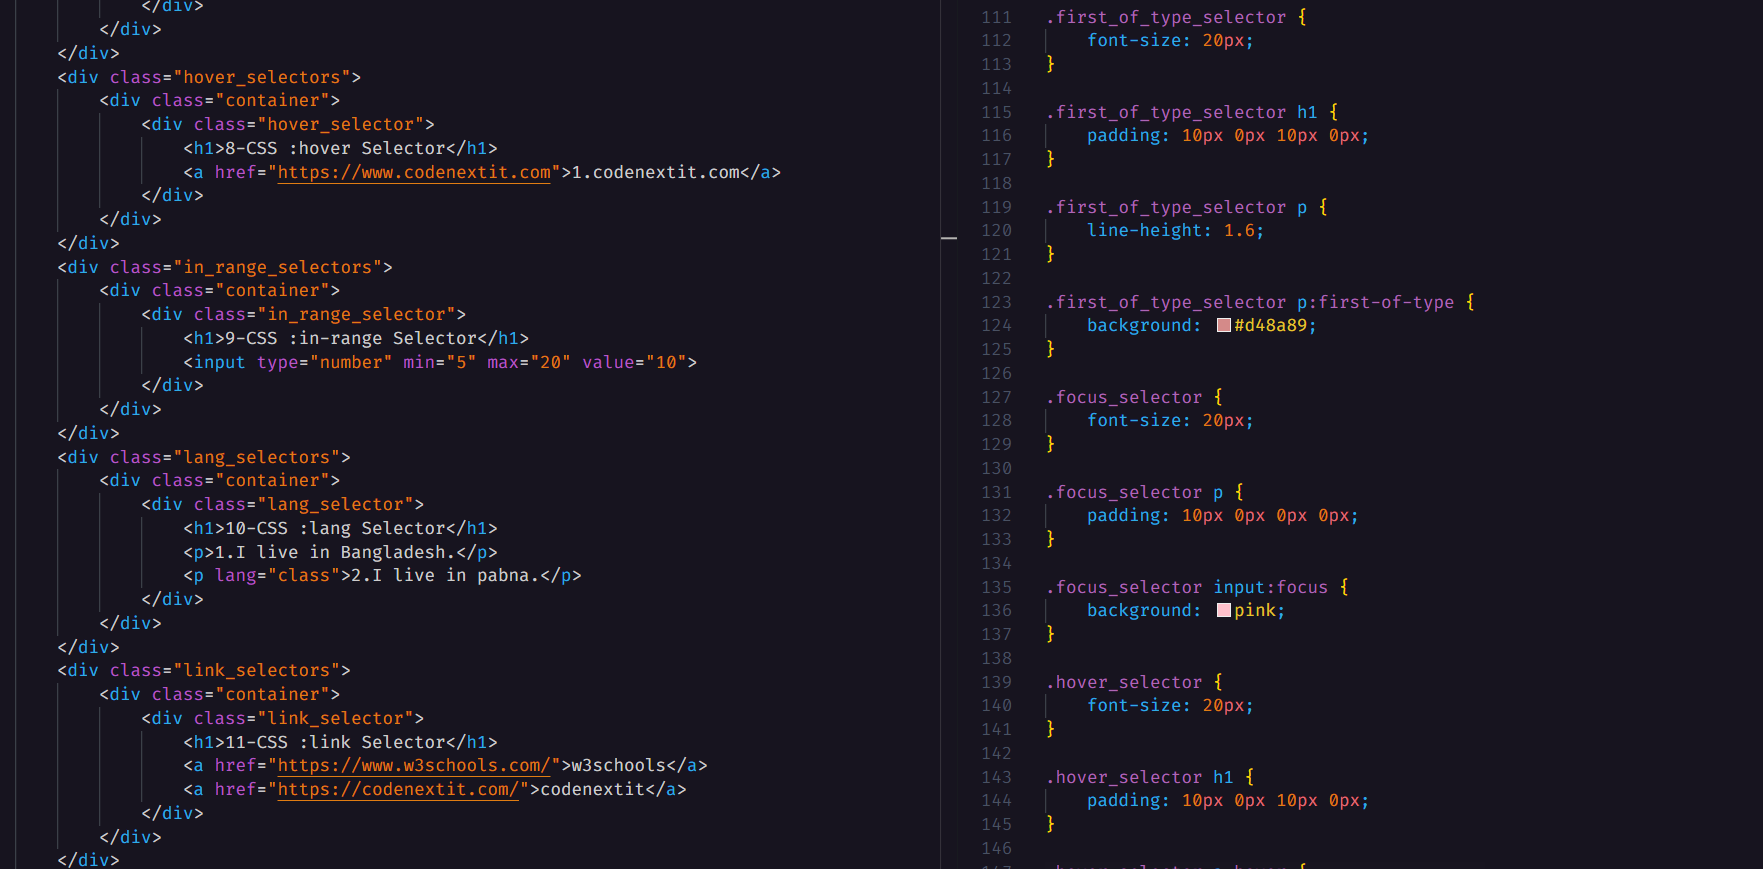 </div>
</div>
</div>
<div class="hover_selectors">
<div class="container">
<div class="hover_selector">
<h1>8-CSS :hover Selector</h1>
<a href="https://www.codenextit.com">1.codenextit.com</a>
</div>
</div>
</div>
<div class="in_range_selectors">
<div class="container">
<div class="in_range_selector">
<h1>9-CSS :in-range Selector</h1>
<input type="number" min="5" max="20" value="10">
</div>
</div>
</div>
<div class="lang_selectors">
<div class="container">
<div class="lang_selector">
<h1>10-CSS :lang Selector</h1>
<p>1.I live in Bangladesh.</p>
<p lang="class">2.I live in pabna.</p>
</div>
</div>
</div>
<div class="link_selectors">
<div class="container">
<div class="link_selector">
<h1>11-CSS :link Selector</h1>
<a href="https://www.w3schools.com/">w3schools</a>
<a href="https://codenextit.com/">codenextit</a>
</div>
</div>
</div>
111 .first_of_type_selector {
112 font-size: 20px;
113 }
114
115 .first_of_type_selector h1 {
116 padding: 10px 0px 10px 0px;
117 }
118
119 .first_of_type_selector p {
120 line-height: 1.6;
121 }
122
123 .first_of_type_selector p:first-of-type {
124 background: #d48a89;
125 }
126
127 .focus_selector {
128 font-size: 20px;
129 }
130
131 .focus_selector p {
132 padding: 10px 0px 0px 0px;
133 }
134
135 .focus_selector input:focus {
136 background: pink;
137 }
138
139 .hover_selector {
140 font-size: 20px;
141 }
142
143 .hover_selector h1 {
144 padding: 10px 0px 10px 0px;
145 }
146